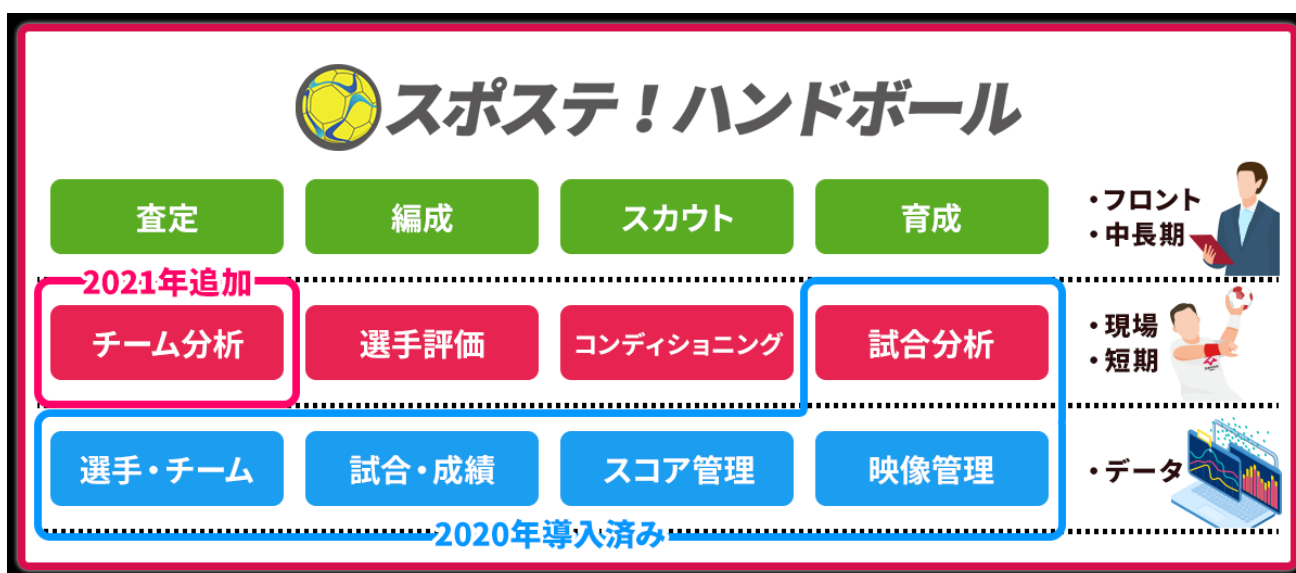 スポステ！ハンドボール
査定
編成
スカウト
育成
・フロント
・中長期
2021年追加
チーム分析
選手評価
コンディショニング
試合分析
・現場
・短期
選手・チーム
試合・成績
スコア管理
映像管理
・データ
2020年導入済み